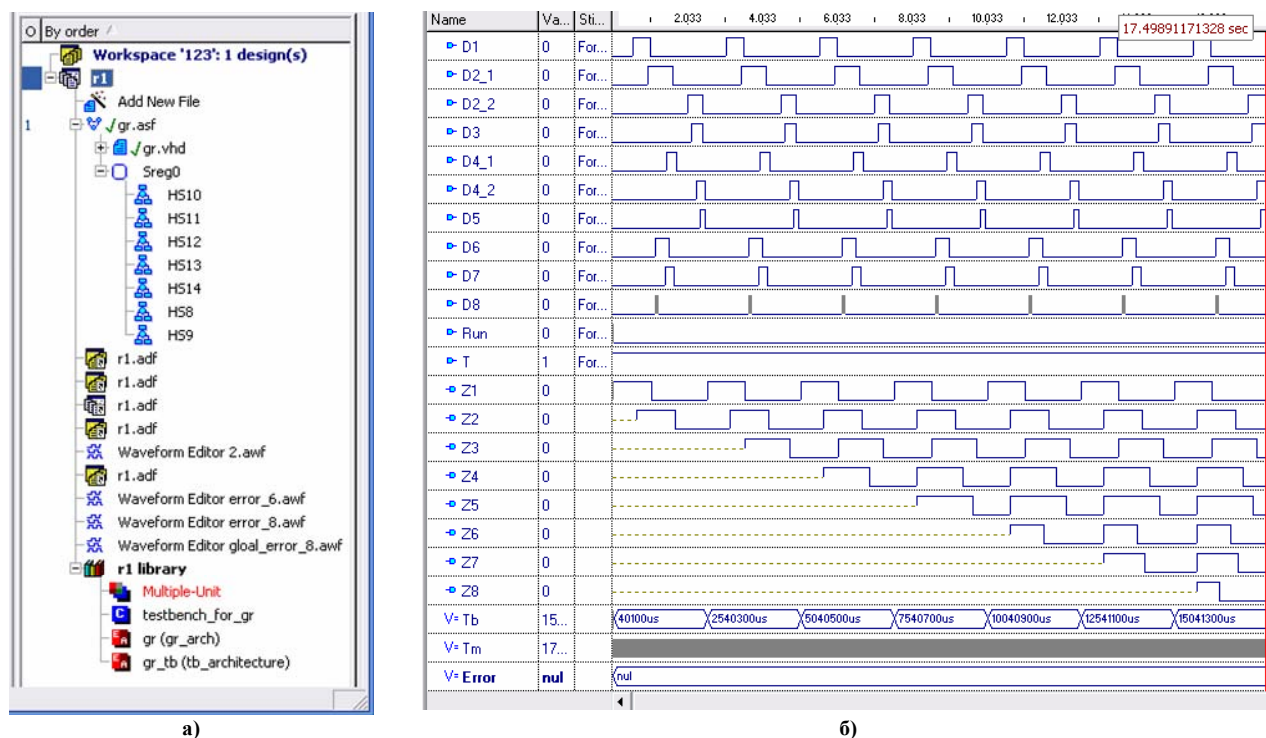 O By order
Workspace '123': 1 design(s)
r1
Add New File
1 gr.asf
gr.vhd
Sreg0
HS10
HS11
HS12
HS13
HS14
HS8
HS9
r1.adf
r1.adf
r1.adf
r1.adf
Waveform Editor 2.awf
r1.adf
Waveform Editor error_6.awf
Waveform Editor error_8.awf
Waveform Editor gloal_error_8.awf
r1 library
Multiple-Unit
testbench_for_gr
gr (gr_arch)
gr_tb (tb_architecture)
а)
Name Va... Sti... 2.033 4.033 6.033 8.033 10.033 12.033
17.49891171328 sec
D1 0 For...
D2_1 0 For...
D2_2 0 For...
D3 0 For...
D4_1 0 For...
D4_2 0 For...
D5 0 For...
D6 0 For...
D7 0 For...
D8 0 For...
Run 0 For...
T 1 For...
Z1 0
Z2 0
Z3 0
Z4 0
Z5 0
Z6 0
Z7 0
Z8 0
V= Tb 15... 40100us 2540300us 5040500us 7540700us 10040900us 12541100us 15041300us
V= Tm 17...
V= Error nul nul
б)